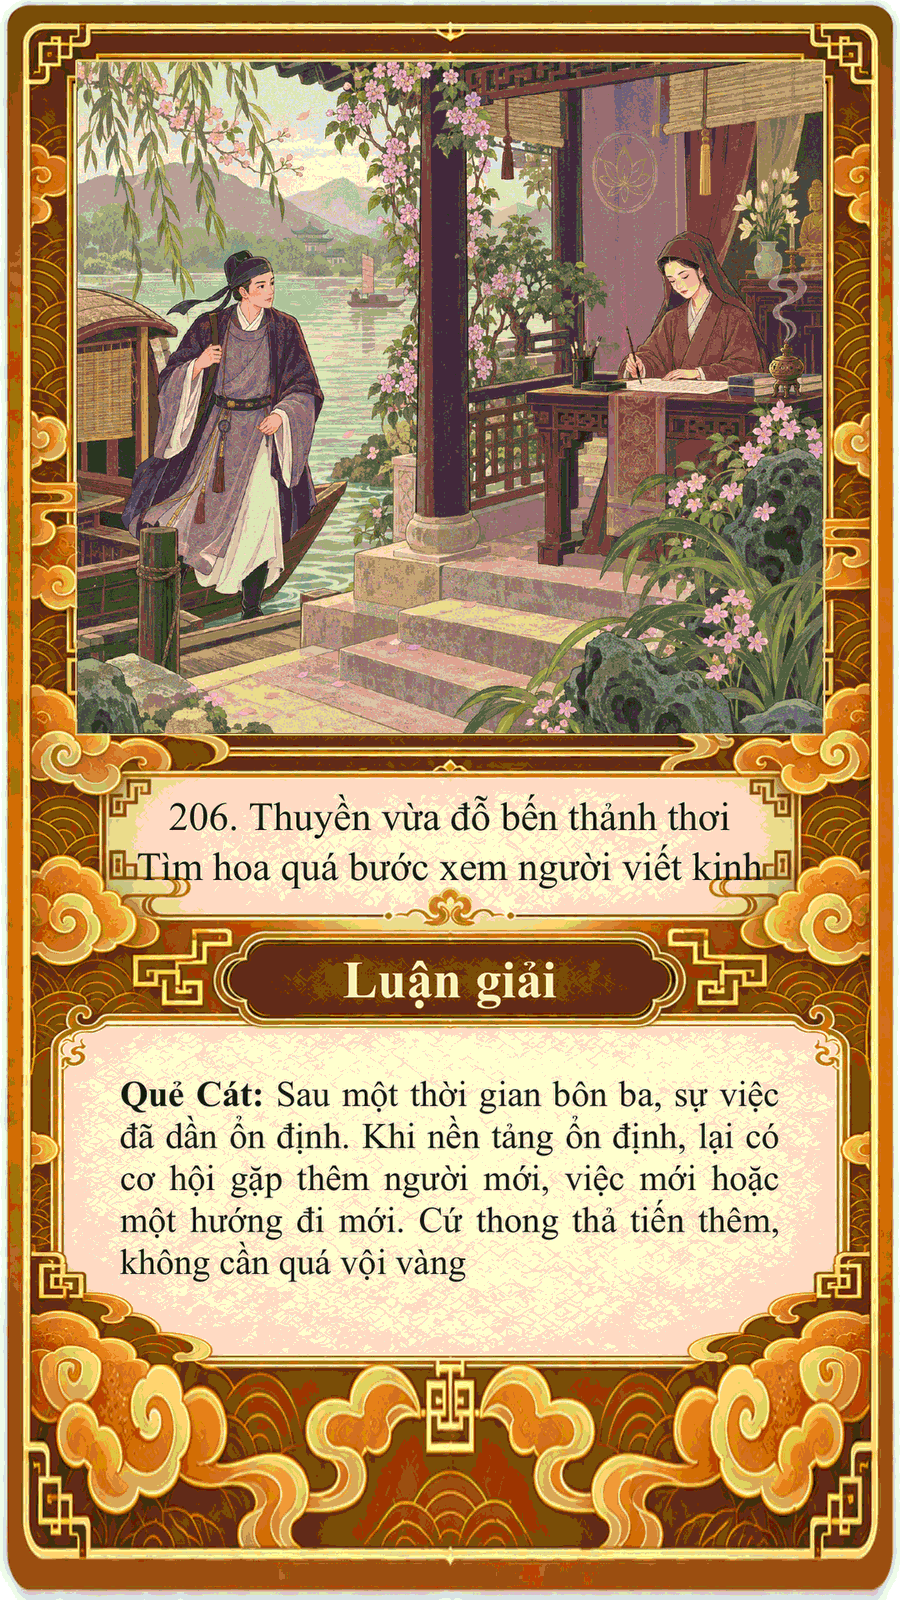 206. Thuyền vừa đỗ bến thảnh thơi
Tìm hoa quá bước xem người viết kinh
Luận giải
Quẻ Cát: Sau một thời gian bôn ba, sự việc
đã dần ổn định. Khi nền tảng ổn định, lại có
cơ hội gặp thêm người mới, việc mới hoặc
một hướng đi mới. Cứ thong thả tiến thêm,
không cần quá vội vàng